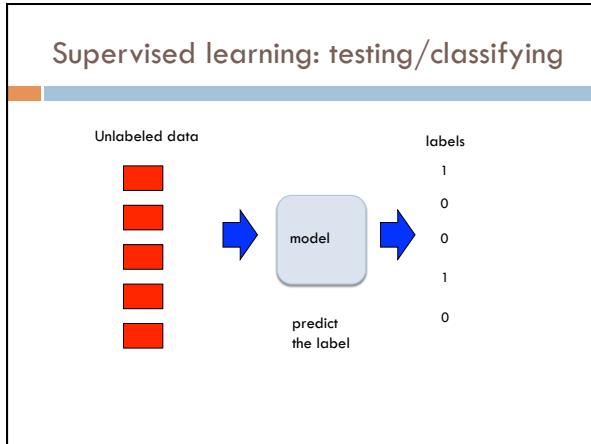 Supervised learning: testing/classifying
Unlabeled data
labels
1
0
0
1
0
model
predict
the label